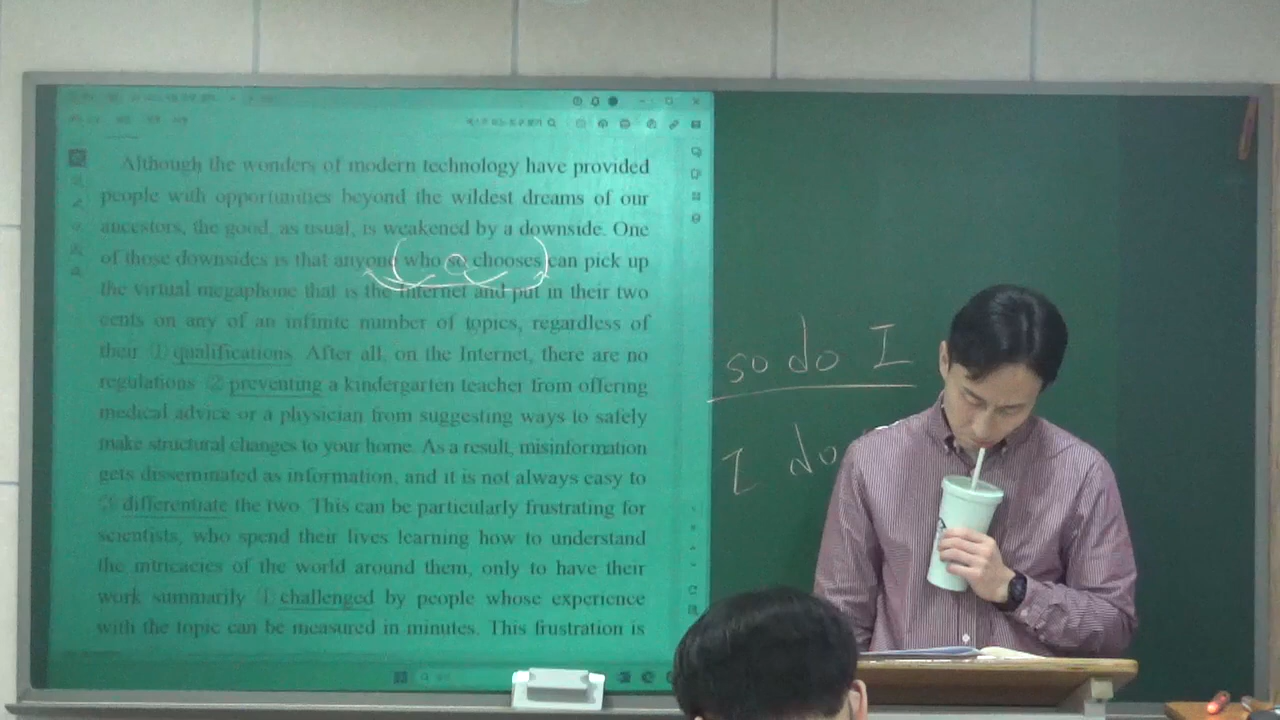 Although the wonders of modern technology have provided
people with opportunities beyond the wildest dreams of our
ancestors, the good, as usual, is weakened by a downside. One
of those downsides is that anyone who so chooses can pick up
the virtual megaphone that is the Internet and put in their two
cents on any of an infinite number of topics, regardless of
their ① qualifications. After all, on the Internet, there are no
regulations ② preventing a kindergarten teacher from offering
medical advice or a physician from suggesting ways to safely
make structural changes to your home. As a result, misinformation
gets disseminated as information, and it is not always easy to
③ differentiate the two. This can be particularly frustrating for
scientists, who spend their lives learning how to understand
the intricacies of the world around them, only to have their
work summarily ④ challenged by people whose experience
with the topic can be measured in minutes. This frustration is
so do I
I do